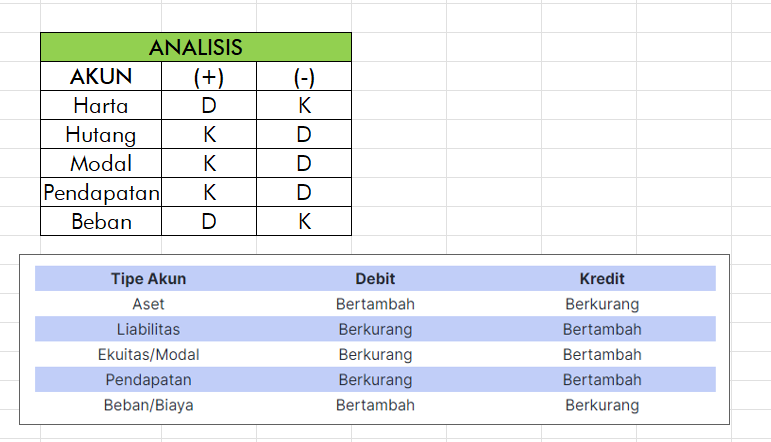 ANALISIS
AKUN (+) (-)
Harta D K
Hutang K D
Modal K D
Pendapatan K D
Beban D K
Tipe Akun Debit Kredit
Aset Bertambah Berkurang
Liabilitas Berkurang Bertambah
Ekuitas/Modal Berkurang Bertambah
Pendapatan Berkurang Bertambah
Beban/Biaya Bertambah Berkurang